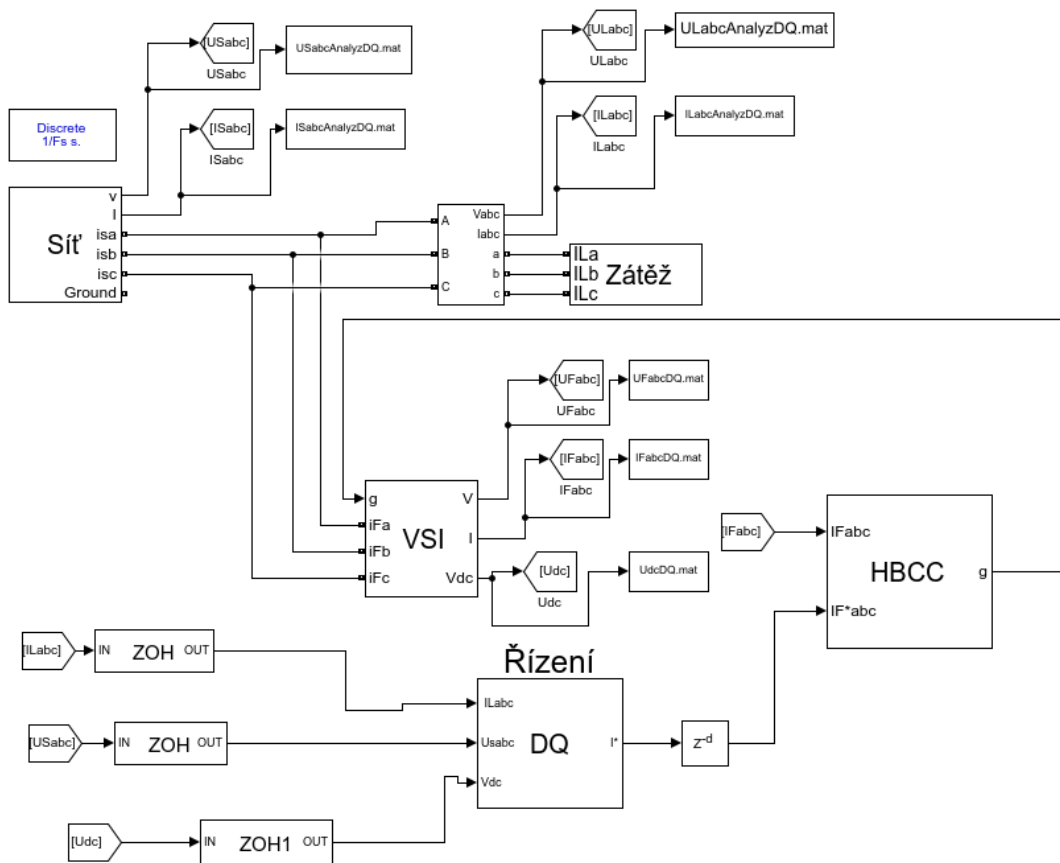 [USabc]
USabc
USabcAnalyzDQ.mat
[ULabc]
ULabc
ULabcAnalyzDQ.mat
Discrete
1/Fs s.
[ISabc]
ISabc
ISabcAnalyzDQ.mat
[ILabc]
ILabc
ILabcAnalyzDQ.mat
Síť
v
I
isa
isb
isc
Ground
A
B
C
Vabc
Iabc
a
b
c
ILa
ILb
ILc
Zátěž
[UFabc]
UFabc
UFabcDQ.mat
[IFabc]
IFabc
IFabcDQ.mat
g
iFa
iFb
iFc
VSI
V
I
Vdc
[Udc]
Udc
UdcDQ.mat
[IFabc]
IFabc
IF*abc
HBCC
g
[ILabc]
IN
ZOH
OUT
Řízení
ILabc
Usabc
Vdc
DQ
I*
z-d
[USabc]
IN
ZOH
OUT
[Udc]
IN
ZOH1
OUT